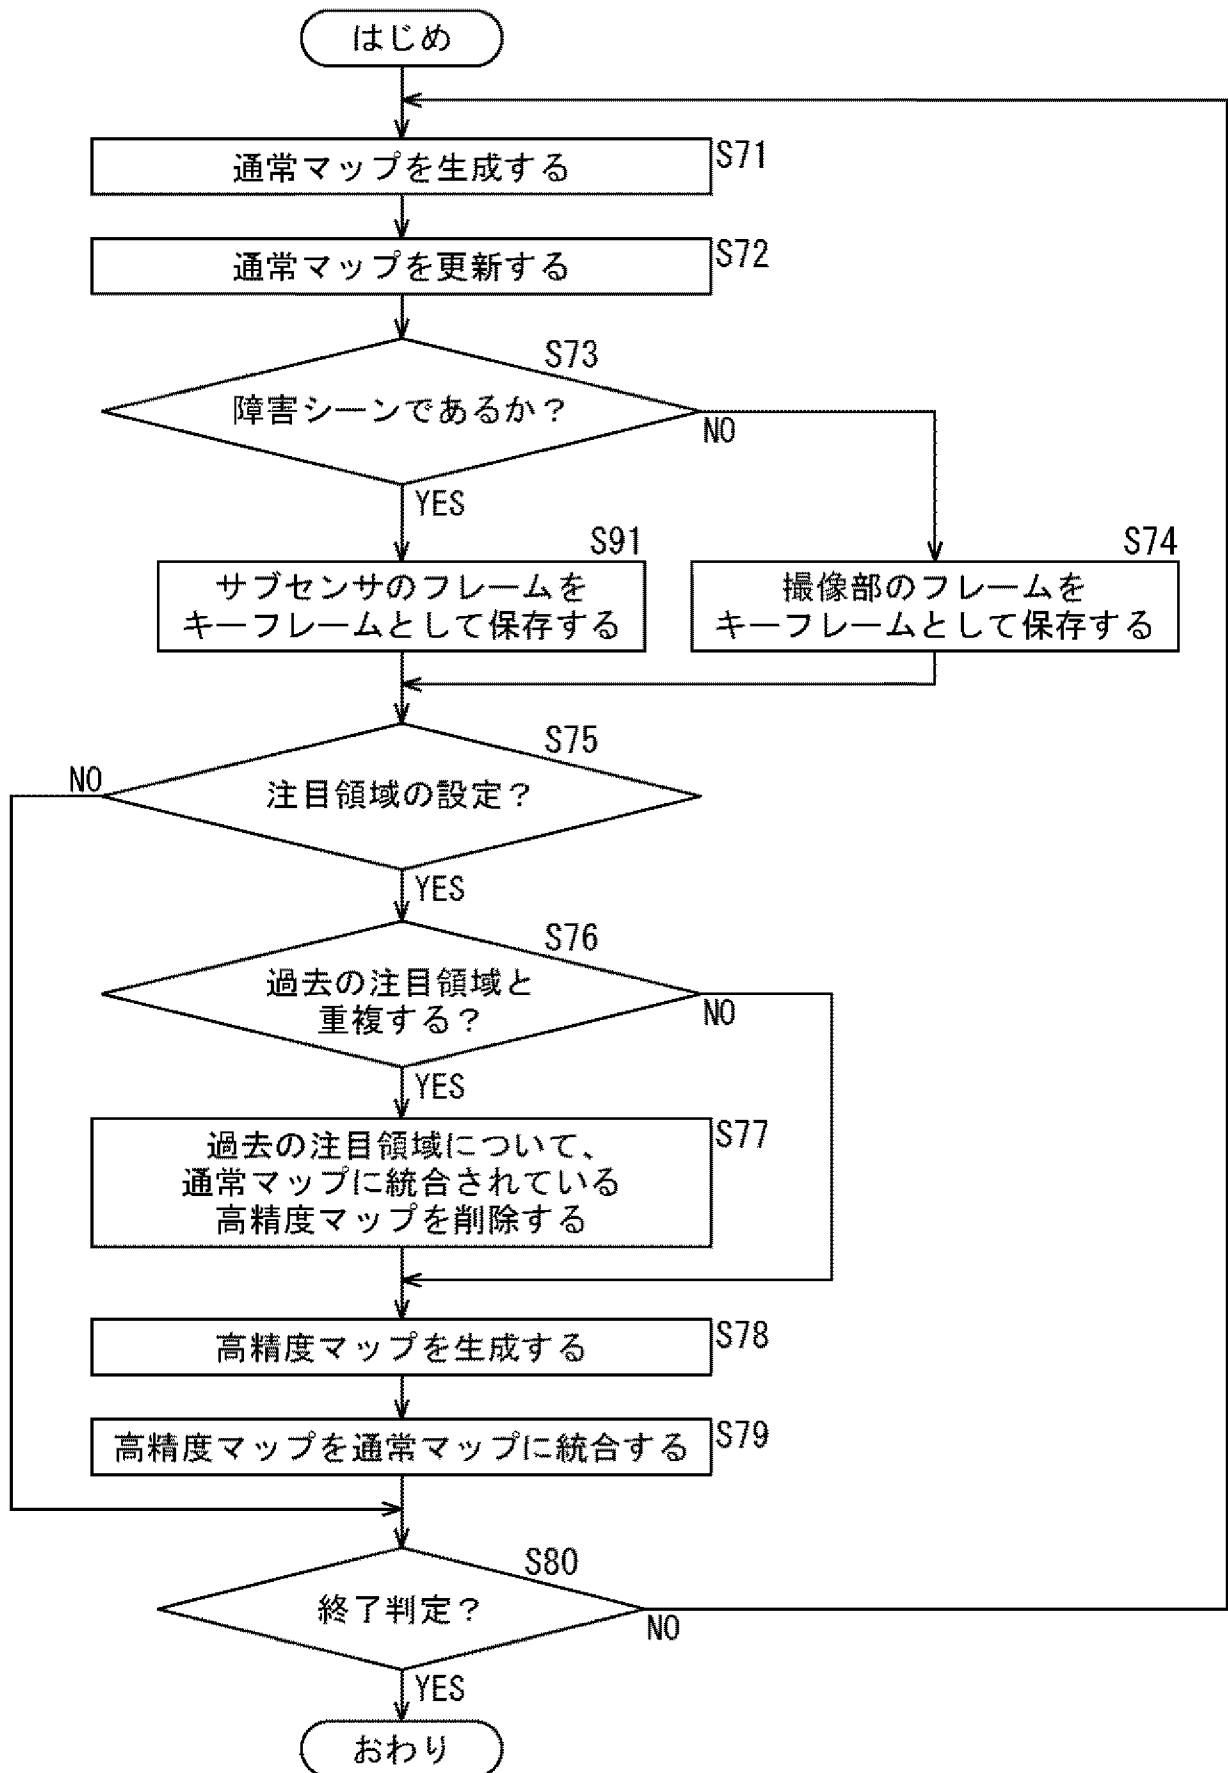 はじめ
通常マップを生成する
S71
通常マップを更新する
S72
S73
障害シーンであるか？
NO
YES
S91
サブセンサのフレームを
キーフレームとして保存する
S74
撮像部のフレームを
キーフレームとして保存する
S75
NO
注目領域の設定？
YES
S76
過去の注目領域と
重複する？
NO
YES
S77
過去の注目領域について、
通常マップに統合されている
高精度マップを削除する
高精度マップを生成する
S78
高精度マップを通常マップに統合する
S79
S80
終了判定？
NO
YES
おわり